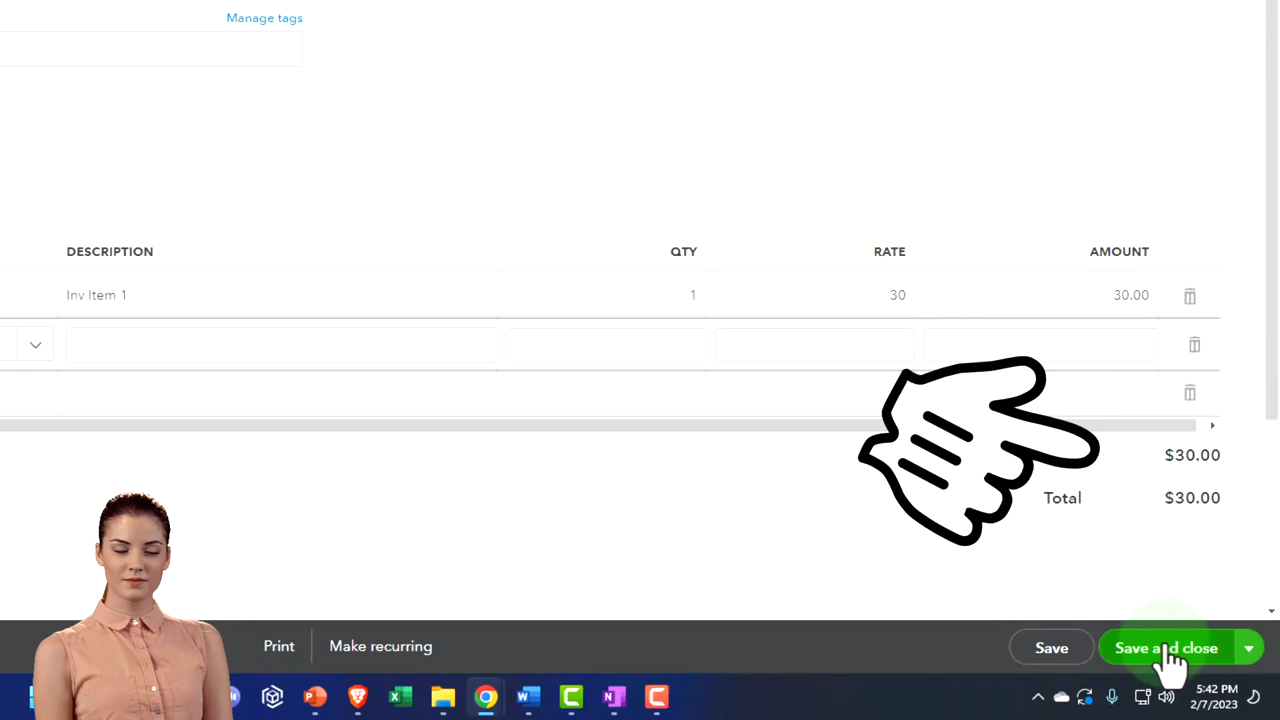 Manage tags
DESCRIPTION QTY RATE AMOUNT
Inv Item 1 1 30 30.00
$30.00
Total $30.00
Print Make recurring Save Save and close
5:42 PM
2/7/2023